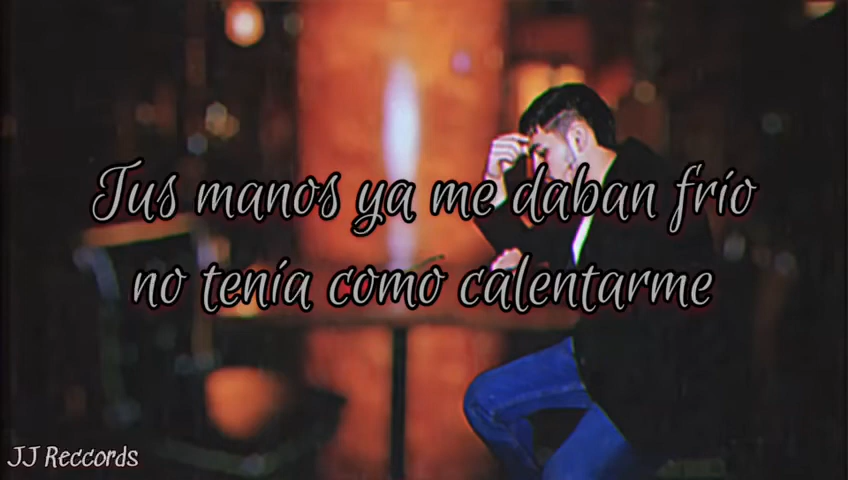 Tus manos ya me daban frío
no tenía como calentarme
JJ Reccords